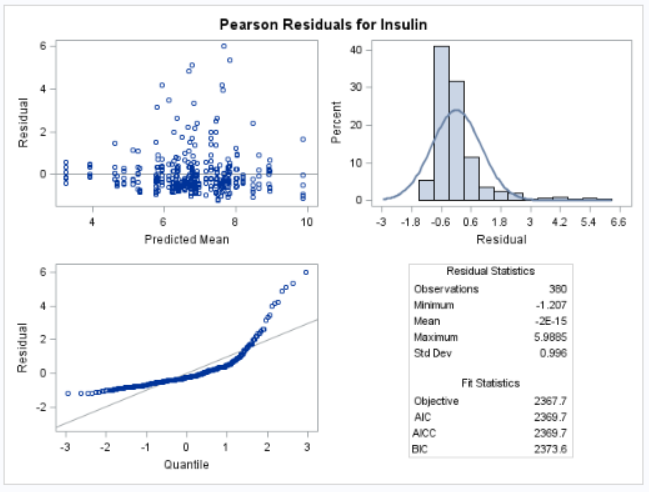 Pearson Residuals for Insulin
6
4
2
0
Residual
4 6 8 10
Predicted Mean
40
30
20
10
0
Percent
-3 -1.8 -0.6 0.6 1.8 3 4.2 5.4 6.6
Residual
6
4
2
0
-2
Residual
-3 -2 -1 0 1 2 3
Quantile
Residual Statistics
Observations 380
Minimum -1.207
Mean -2E-15
Maximum 5.9885
Std Dev 0.996
Fit Statistics
Objective 2367.7
AIC 2369.7
AICC 2369.7
BIC 2373.6